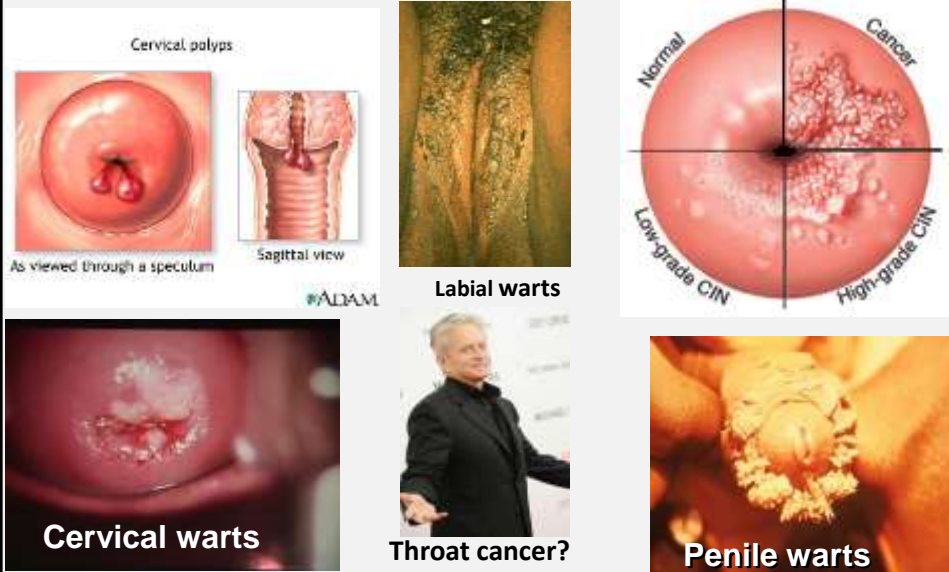 Cervical polyps
As viewed through a speculum
Sagittal view
ADAM
Labial warts
Normal
Cancer
Low-grade CIN
High-grade CIN
Cervical warts
Throat cancer?
Penile warts